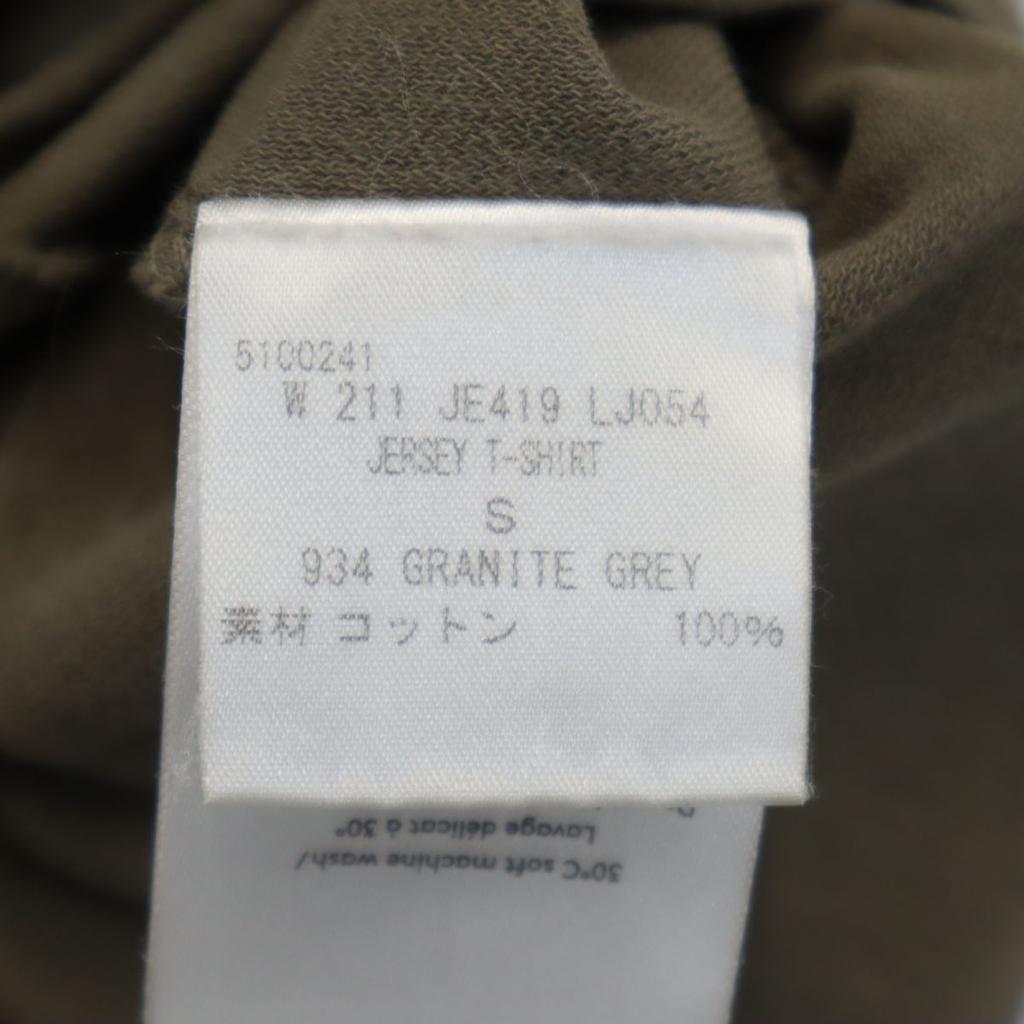 5100241
W 211 JE419 LJ054
JERSEY T-SHIRT
S
934 GRANITE GREY
素材 コットン 100%
30°C soft machine wash/
Lavage délicat à 30°